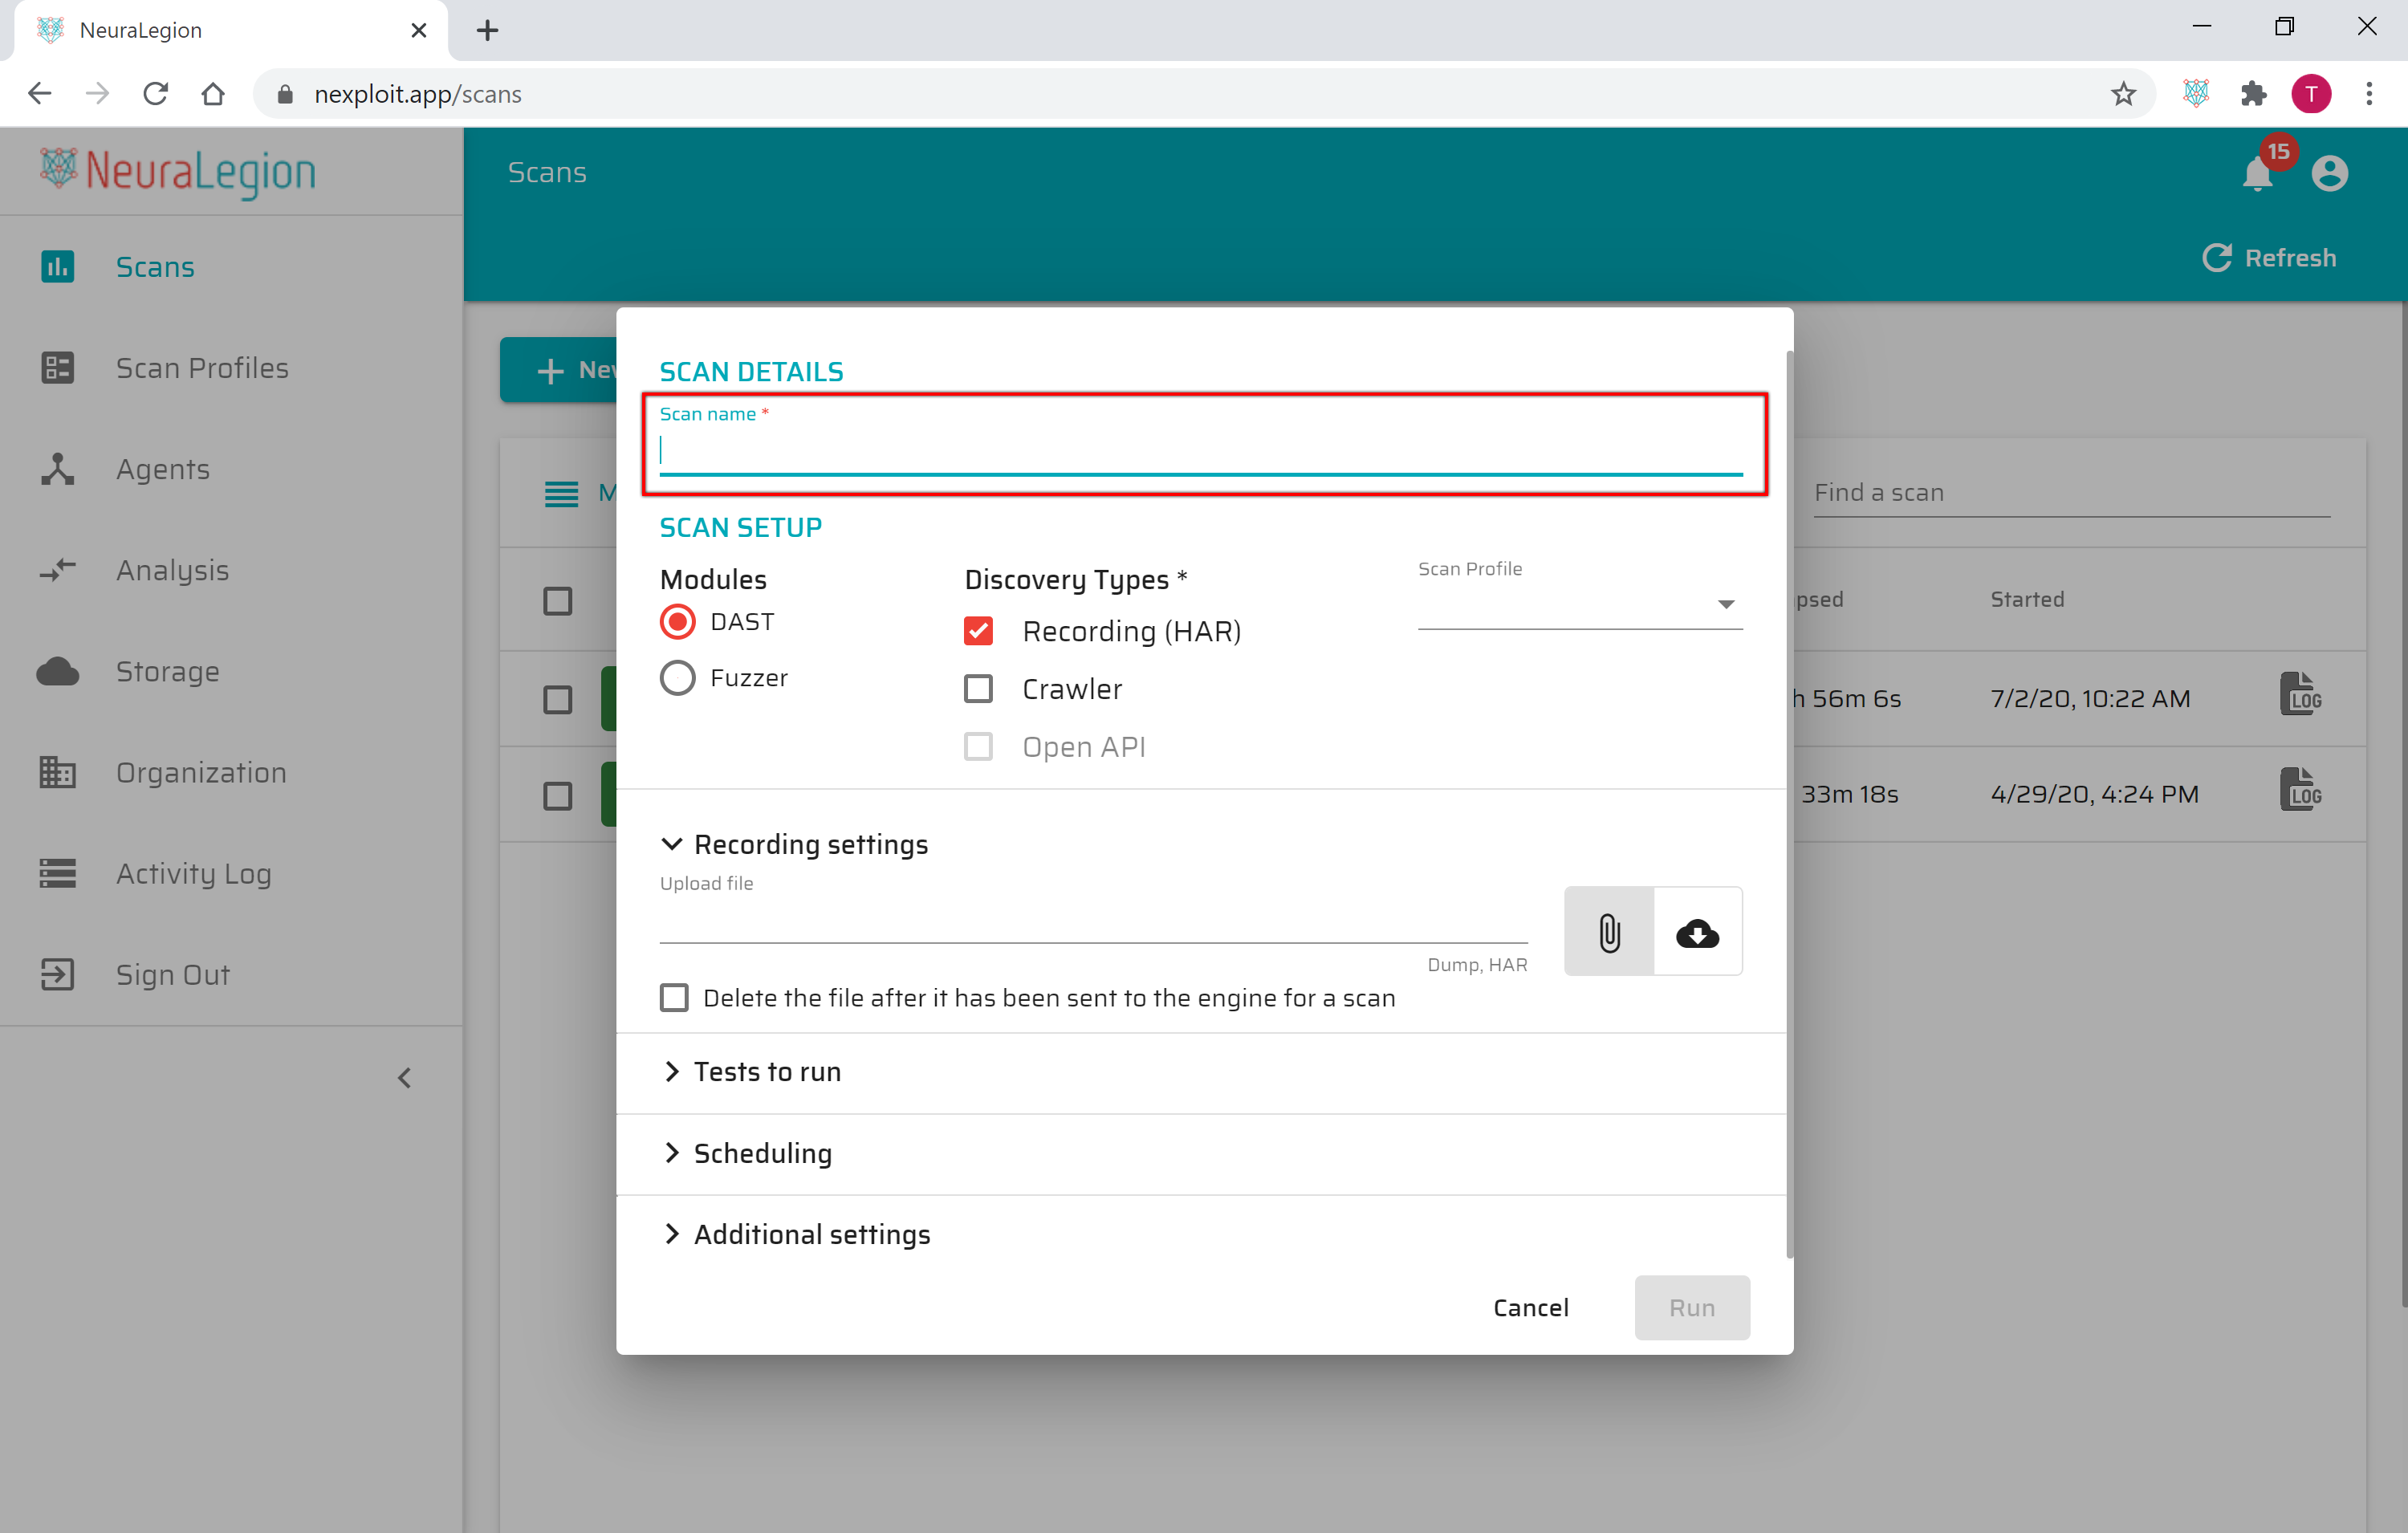 NeuraLegion
nexploit.app/scans
T
NeuraLegion
Scans
15
Refresh
Scans
Scan Profiles
Agents
Analysis
Storage
Organization
Activity Log
Sign Out
SCAN DETAILS
Scan name *
Find a scan
SCAN SETUP
Modules
DAST
Fuzzer
Discovery Types *
Recording (HAR)
Crawler
Open API
Scan Profile
Started
h 56m 6s
7/2/20, 10:22 AM
LOG
33m 18s
4/29/20, 4:24 PM
LOG
Recording settings
Upload file
Dump, HAR
Delete the file after it has been sent to the engine for a scan
Tests to run
Scheduling
Additional settings
Cancel
Run